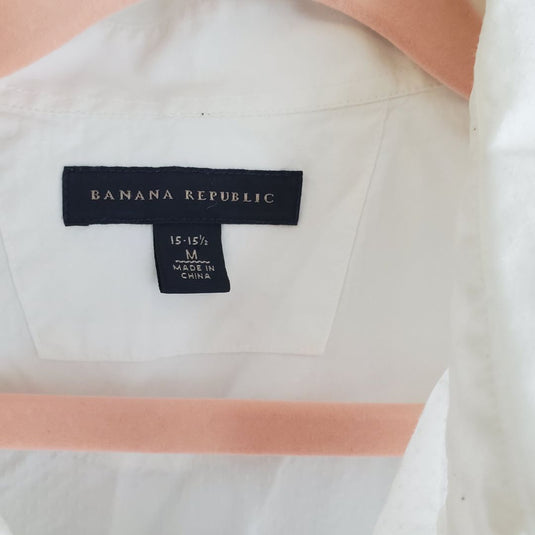 BANANA REPUBLIC
15-15½
M
MADE IN
CHINA